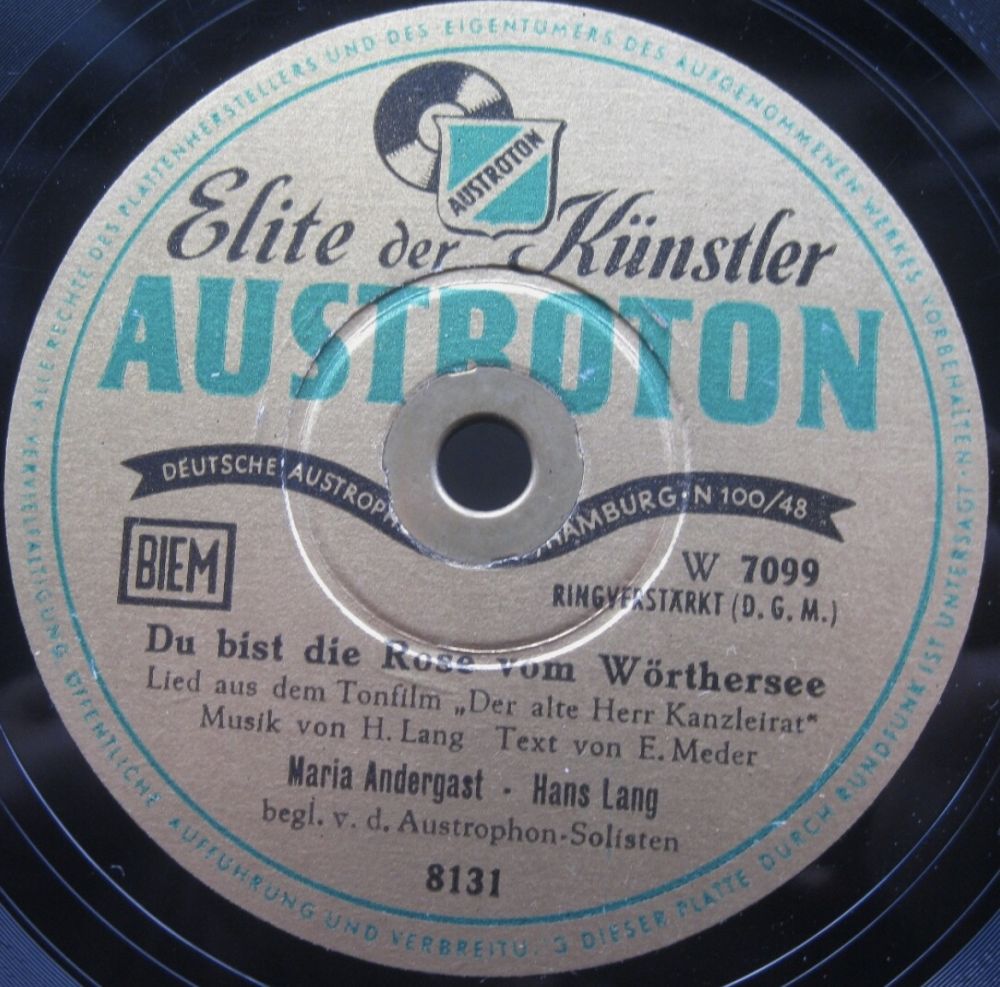 ALLE RECHTE DES PLATTENHERSTELLERS UND DES EIGENTÜMERS DES AUFGENOMMENEN WERKES VORBEHALTEN · VERVIELFÄLTIGUNG, ÖFFENTLICHE AUFFÜHRUNG UND VERBREITU. G DIESER PLATTE DURCH RUNDFUNK IST UNTERSAGT ·
AUSTROTON
Elite der Künstler
AUSTROTON
DEUTSCHE AUSTROPH HAMBURG · N 100/48
BIEM
W 7099
RINGVERSTÄRKT (D. G. M.)
Du bist die Rose vom Wörthersee
Lied aus dem Tonfilm „Der alte Herr Kanzleirat“
Musik von H. Lang Text von E. Meder
Maria Andergast - Hans Lang
begl. v. d. Austrophon-Solisten
8131